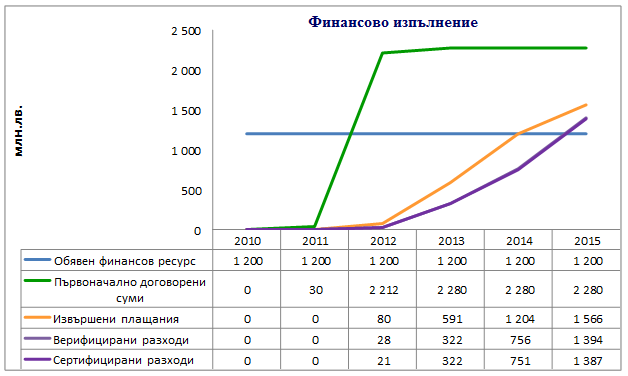 Финансово изпълнение
млн.лв.
2 500
2 000
1 500
1 000
500
0
2010 2011 2012 2013 2014 2015
Обявен финансов ресурс 1 200 1 200 1 200 1 200 1 200 1 200
Първоначално договорени
суми 0 30 2 212 2 280 2 280 2 280
Извършени плащания 0 0 80 591 1 204 1 566
Верифицирани разходи 0 0 28 322 756 1 394
Сертифицирани разходи 0 0 21 322 751 1 387